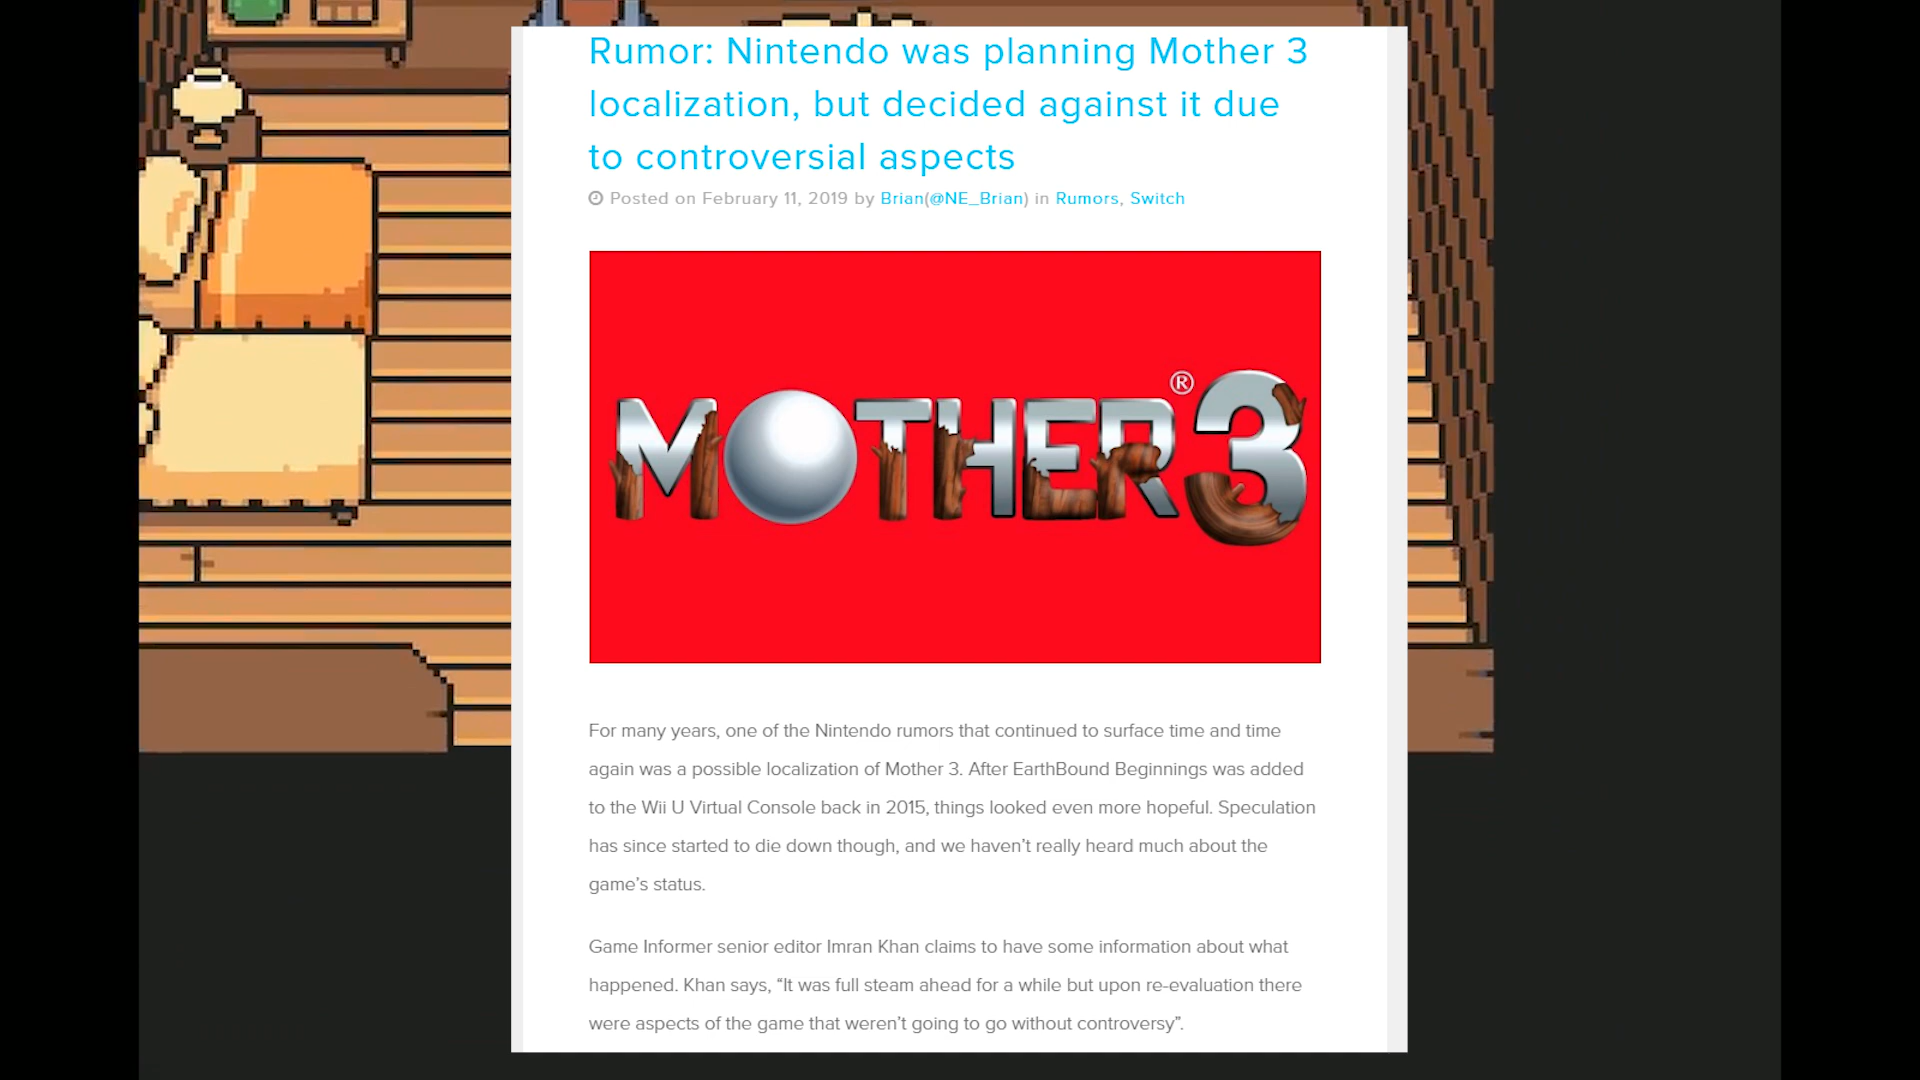 Rumor: Nintendo was planning Mother 3
localization, but decided against it due
to controversial aspects
Posted on February 11, 2019 by Brian(@NE_Brian) in Rumors, Switch
MOTHER 3
®
For many years, one of the Nintendo rumors that continued to surface time and time
again was a possible localization of Mother 3. After EarthBound Beginnings was added
to the Wii U Virtual Console back in 2015, things looked even more hopeful. Speculation
has since started to die down though, and we haven’t really heard much about the
game’s status.
Game Informer senior editor Imran Khan claims to have some information about what
happened. Khan says, “It was full steam ahead for a while but upon re-evaluation there
were aspects of the game that weren’t going to go without controversy”.